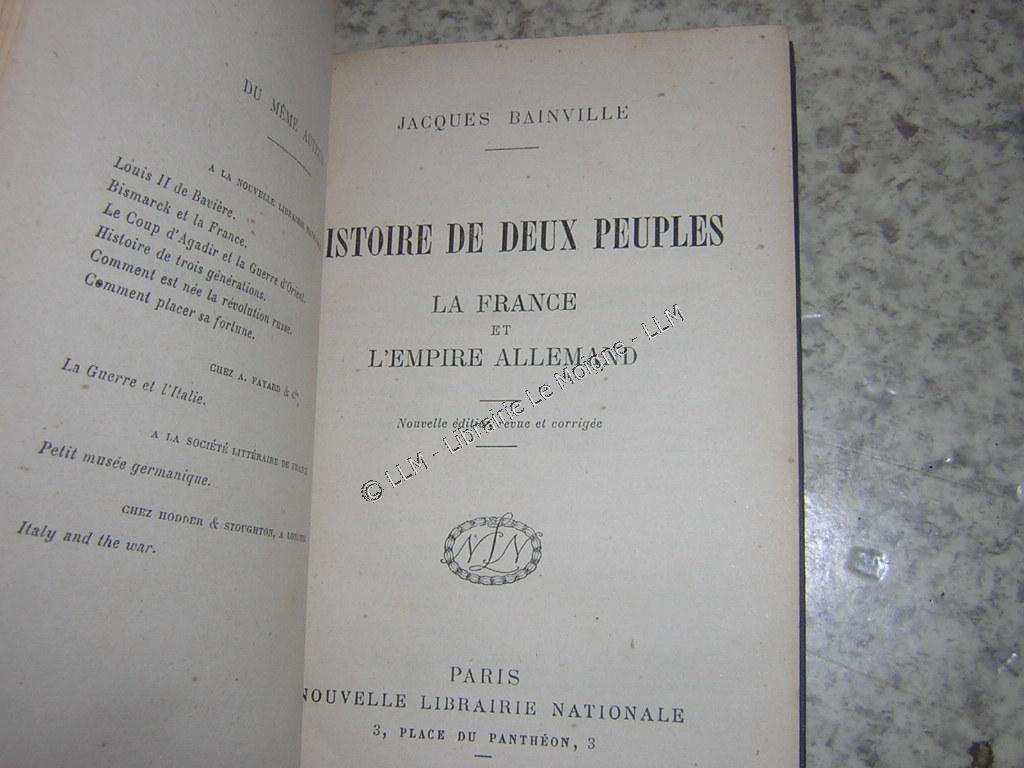 DU MÊME AUTEUR
A LA NOUVELLE LIBRAIRIE
Louis II de Bavière.
Bismarck et la France.
Le Coup d'Agadir et la Guerre d'Orient.
Histoire de trois générations.
Comment est née la révolution russe.
Comment placer sa fortune.
CHEZ A. FAYARD & Cie
La Guerre et l'Italie.
A LA SOCIÉTÉ LITTÉRAIRE DE FRANCE
Petit musée germanique.
CHEZ HODDER & STOUGHTON, A LONDRES
Italy and the war.
JACQUES BAINVILLE
ISTOIRE DE DEUX PEUPLES
LA FRANCE
ET
L'EMPIRE ALLEMAND
Nouvelle édition revue et corrigée
© LLM - Librairie Le Moigne - LLM
NLN
PARIS
NOUVELLE LIBRAIRIE NATIONALE
3, PLACE DU PANTHÉON, 3